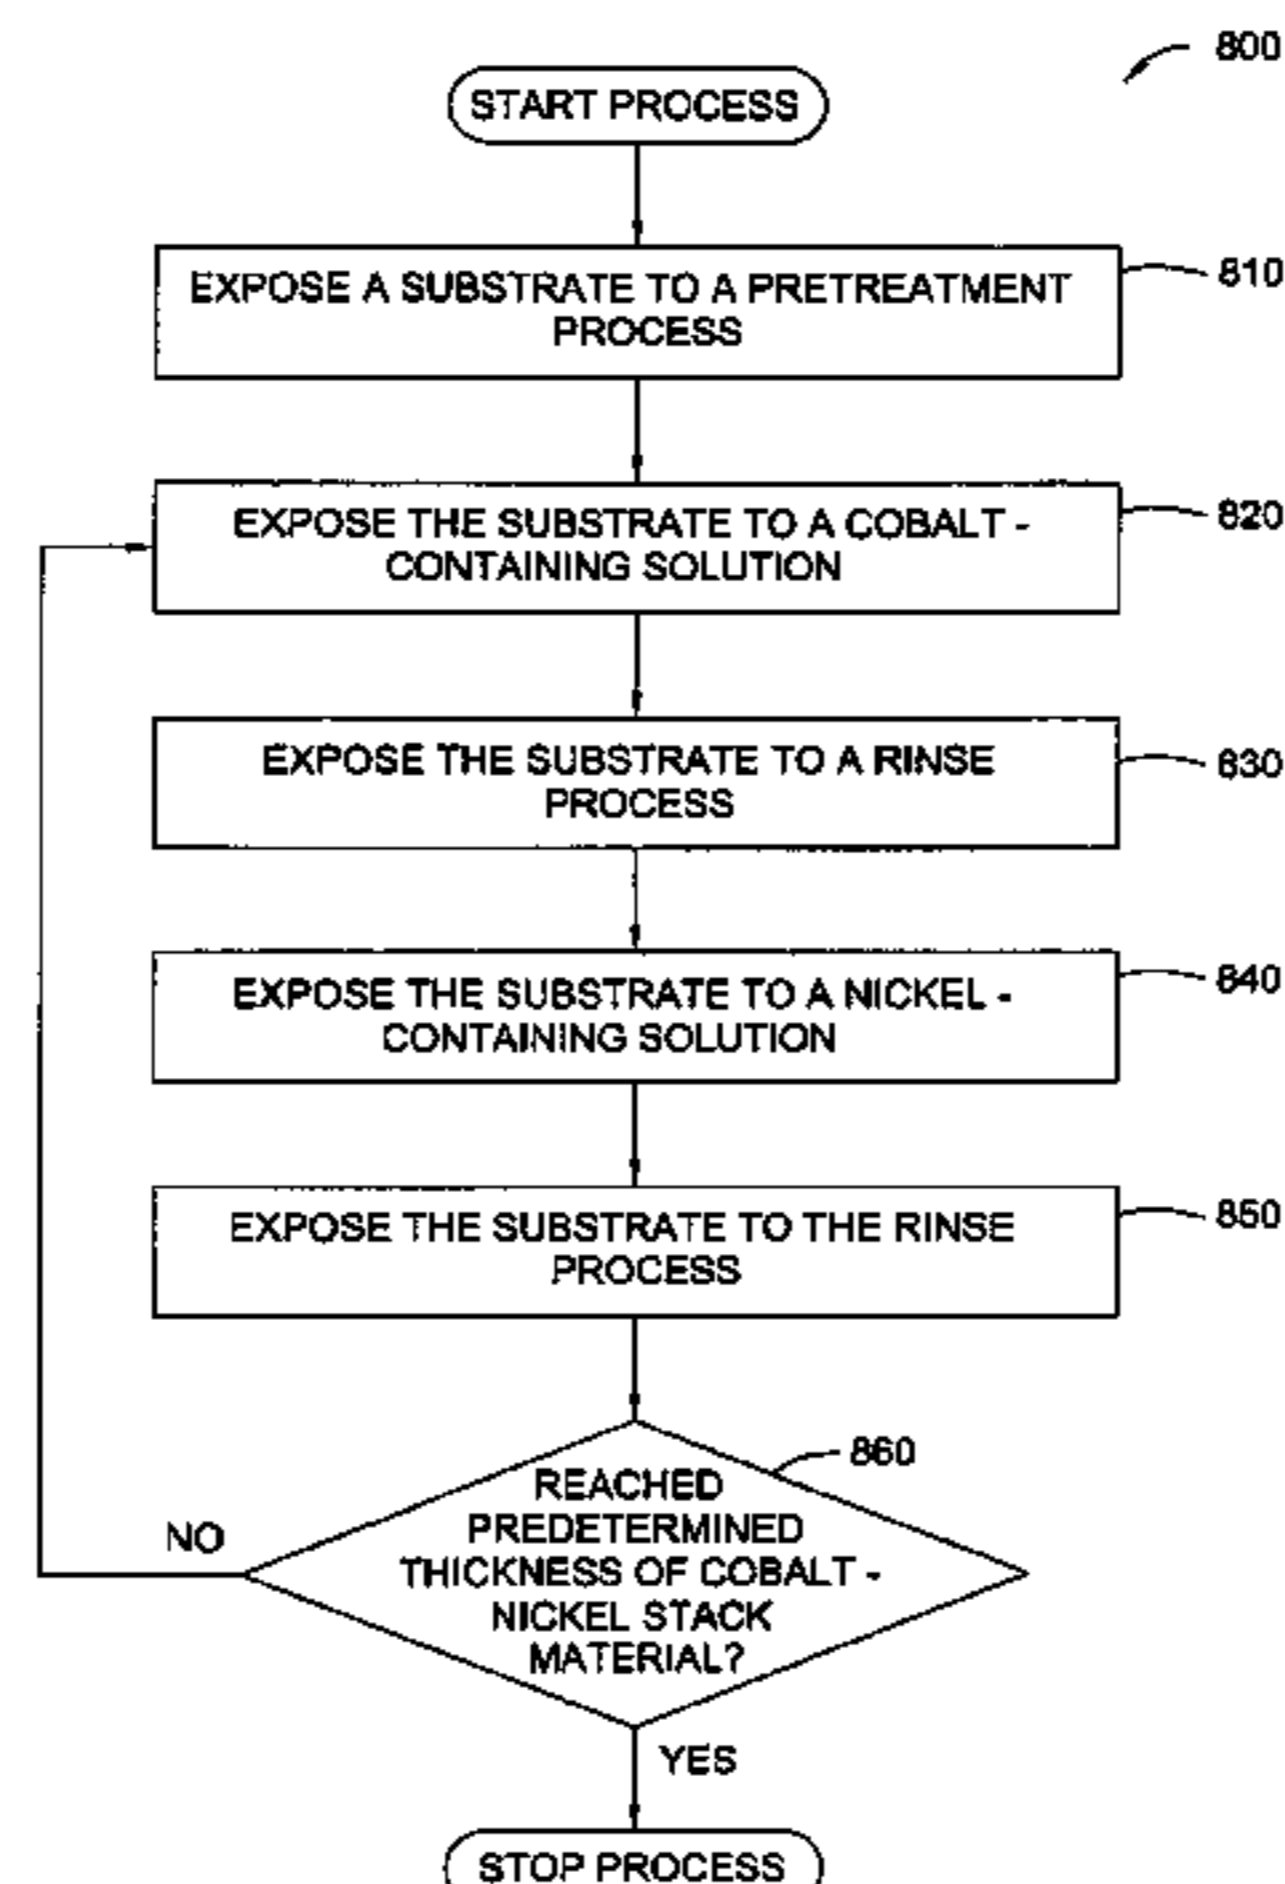 800
START PROCESS
EXPOSE A SUBSTRATE TO A PRETREATMENT
PROCESS
810
EXPOSE THE SUBSTRATE TO A COBALT -
CONTAINING SOLUTION
820
EXPOSE THE SUBSTRATE TO A RINSE
PROCESS
830
EXPOSE THE SUBSTRATE TO A NICKEL -
CONTAINING SOLUTION
840
EXPOSE THE SUBSTRATE TO THE RINSE
PROCESS
850
860
REACHED
PREDETERMINED
THICKNESS OF COBALT -
NICKEL STACK
MATERIAL?
NO
YES
STOP PROCESS